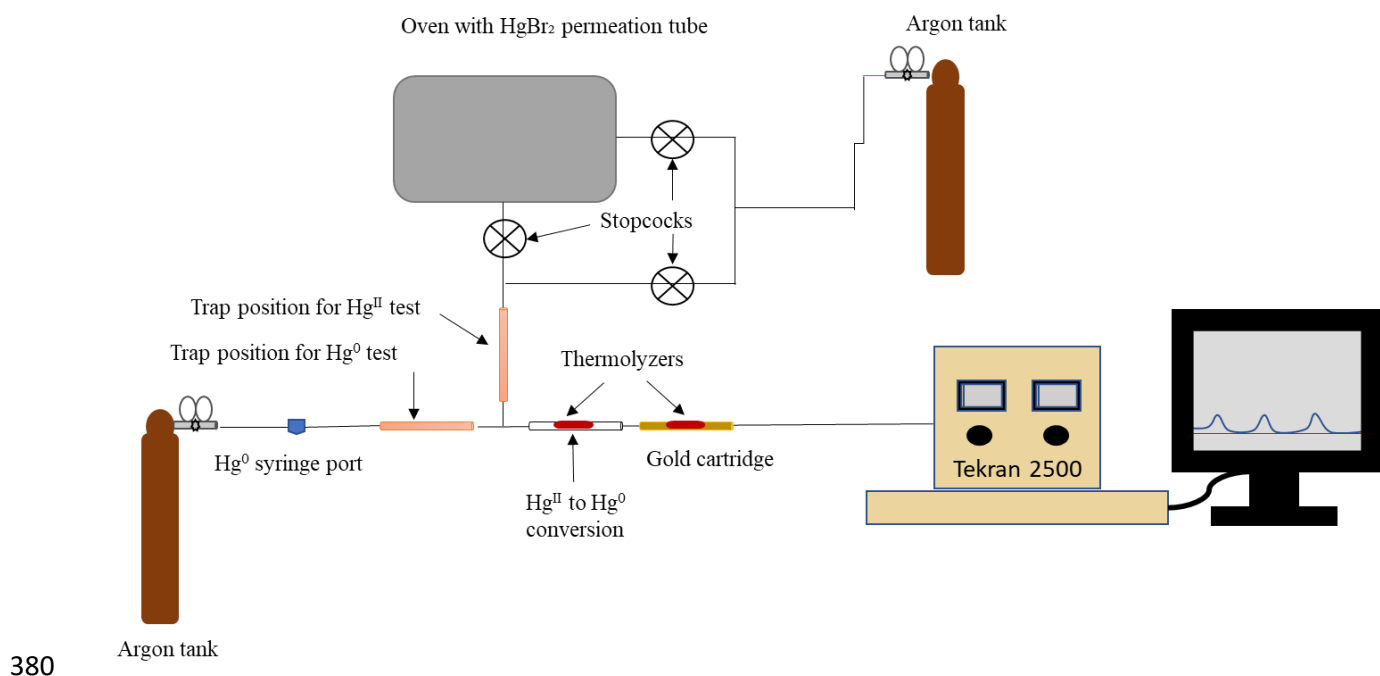 Oven with HgBr₂ permeation tube
Argon tank
Stopcocks
Trap position for Hgᴵᴵ test
Trap position for Hg⁰ test
Thermolyzers
Hg⁰ syringe port
Gold cartridge
Tekran 2500
Hgᴵᴵ to Hg⁰
conversion
Argon tank
380